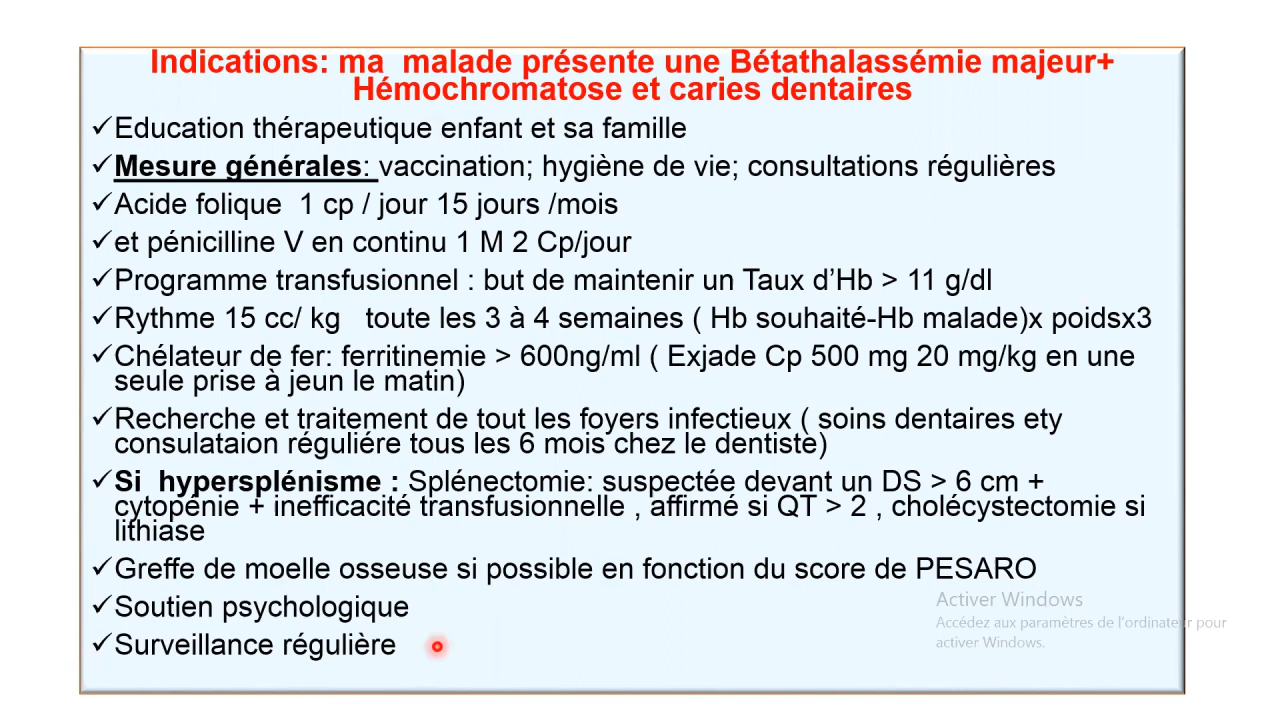 Indications: ma  malade présente une Bétathalassémie majeur+
Hémochromatose et caries dentaires
✓Education thérapeutique enfant et sa famille
✓Mesure générales: vaccination; hygiène de vie; consultations régulières
✓Acide folique  1 cp / jour 15 jours /mois
✓et pénicilline V en continu 1 M 2 Cp/jour
✓Programme transfusionnel : but de maintenir un Taux d’Hb > 11 g/dl
✓Rythme 15 cc/ kg   toute les 3 à 4 semaines ( Hb souhaité-Hb malade)x poidsx3
✓Chélateur de fer: ferritinemie > 600ng/ml ( Exjade Cp 500 mg 20 mg/kg en une
seule prise à jeun le matin)
✓Recherche et traitement de tout les foyers infectieux ( soins dentaires ety
consulataion réguliére tous les 6 mois chez le dentiste)
✓Si  hypersplénisme : Splénectomie: suspectée devant un DS > 6 cm +
cytopénie + inefficacité transfusionnelle , affirmé si QT > 2 , cholécystectomie si
lithiase
✓Greffe de moelle osseuse si possible en fonction du score de PESARO
✓Soutien psychologique
✓Surveillance régulière
Activer Windows
Accédez aux paramètres de l'ordinateur pour
activer Windows.